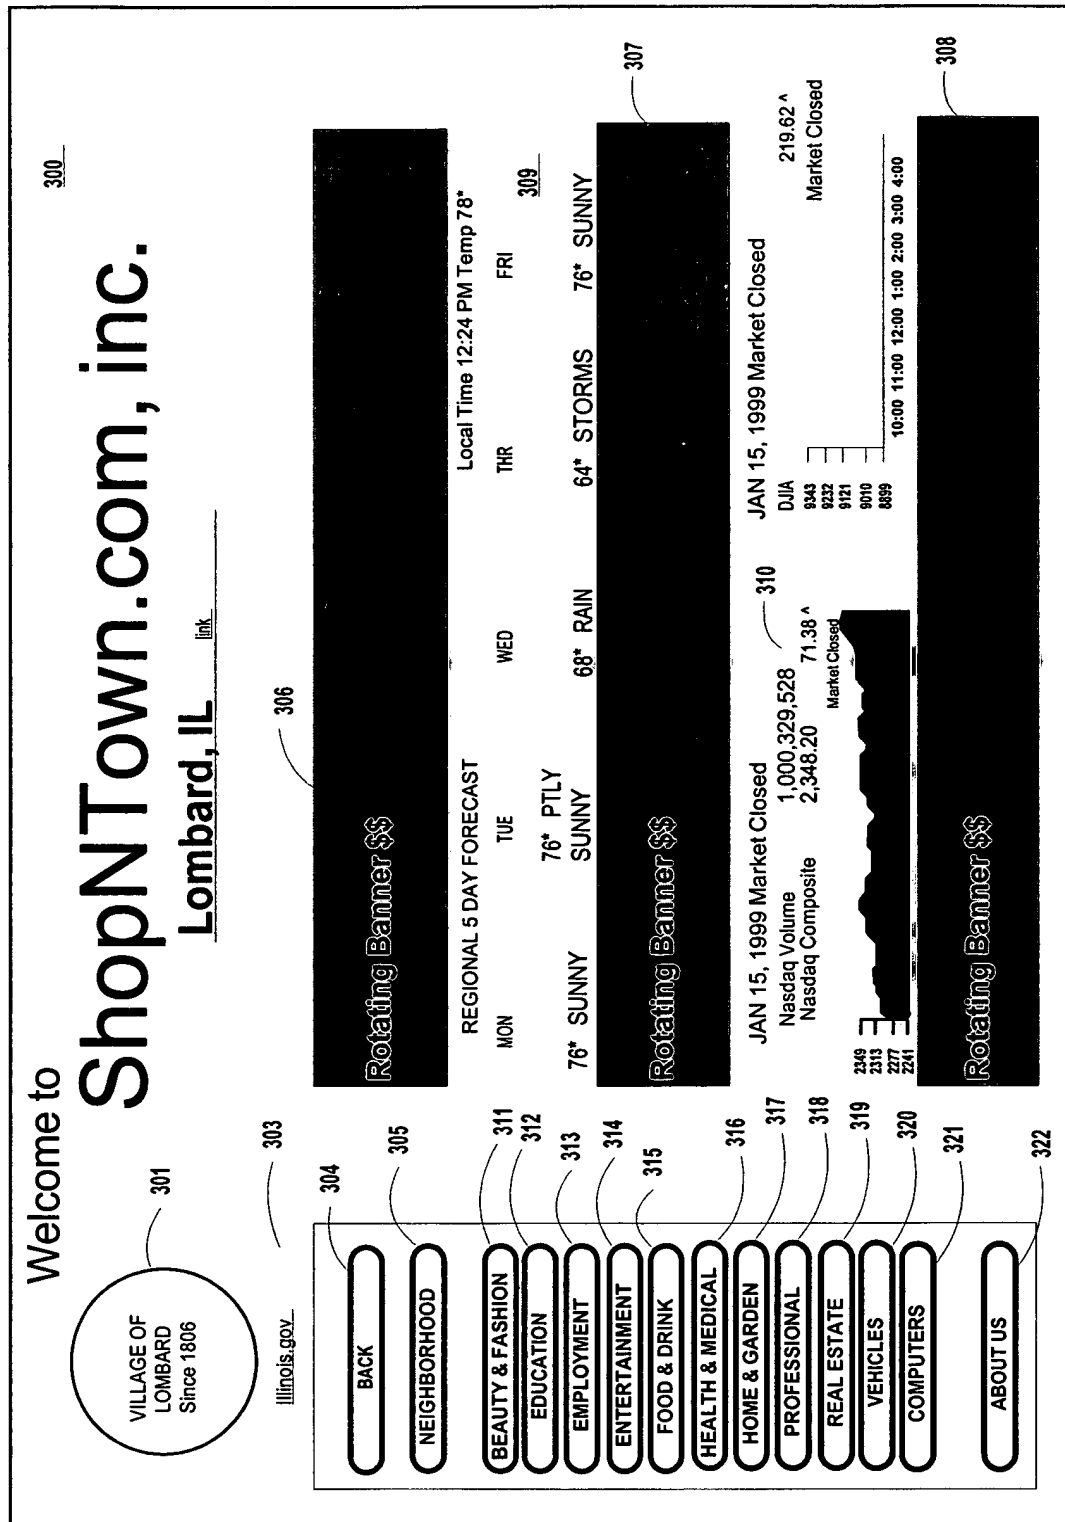 Welcome to
ShopNTown.com, inc.
300
VILLAGE OF
LOMBARD
Since 1806
301
Lombard, IL
link
Illinois.gov
303
304
BACK
305
NEIGHBORHOOD
311
BEAUTY & FASHION
312
EDUCATION
313
EMPLOYMENT
314
ENTERTAINMENT
315
FOOD & DRINK
316
HEALTH & MEDICAL
317
HOME & GARDEN
318
PROFESSIONAL
319
REAL ESTATE
320
VEHICLES
321
COMPUTERS
322
ABOUT US
306
Rotating Banner $$
REGIONAL 5 DAY FORECAST
Local Time 12:24 PM Temp 78*
MON TUE WED THR FRI
309
76* SUNNY
76* PTLY
SUNNY
68* RAIN
64* STORMS
76* SUNNY
307
Rotating Banner $$
JAN 15, 1999 Market Closed
Nasdaq Volume 1,000,329,528
Nasdaq Composite 2,348.20 71.38 ^
Market Closed
310
2349
2313
2277
2241
JAN 15, 1999 Market Closed
DJIA
219.62 ^
Market Closed
9343
9232
9121
9010
8899
10:00 11:00 12:00 1:00 2:00 3:00 4:00
308
Rotating Banner $$